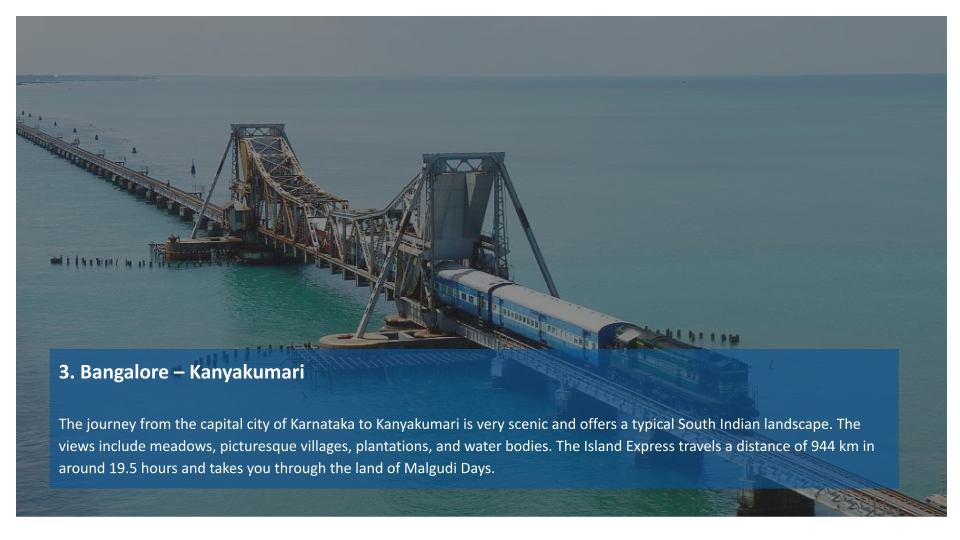 3. Bangalore – Kanyakumari
The journey from the capital city of Karnataka to Kanyakumari is very scenic and offers a typical South Indian landscape. The
views include meadows, picturesque villages, plantations, and water bodies. The Island Express travels a distance of 944 km in
around 19.5 hours and takes you through the land of Malgudi Days.